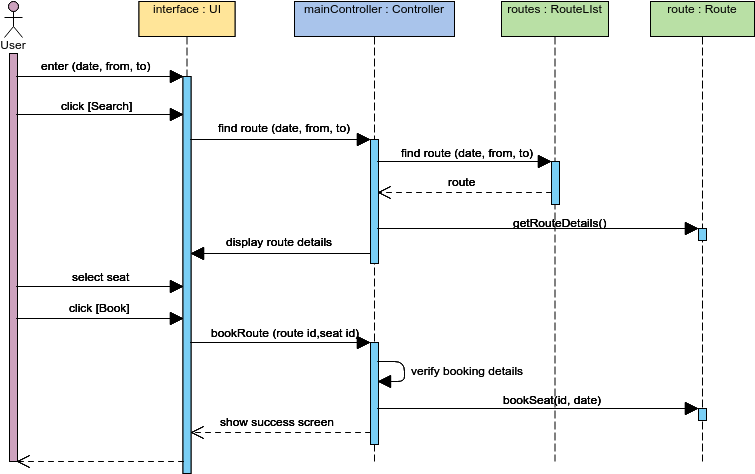 interface : UI
mainController : Controller
routes : RouteLIst
route : Route
User
enter (date, from, to)
click [Search]
find route (date, from, to)
find route (date, from, to)
route
getRouteDetails()
display route details
select seat
click [Book]
bookRoute (route id,seat id)
verify booking details
bookSeat(id, date)
show success screen